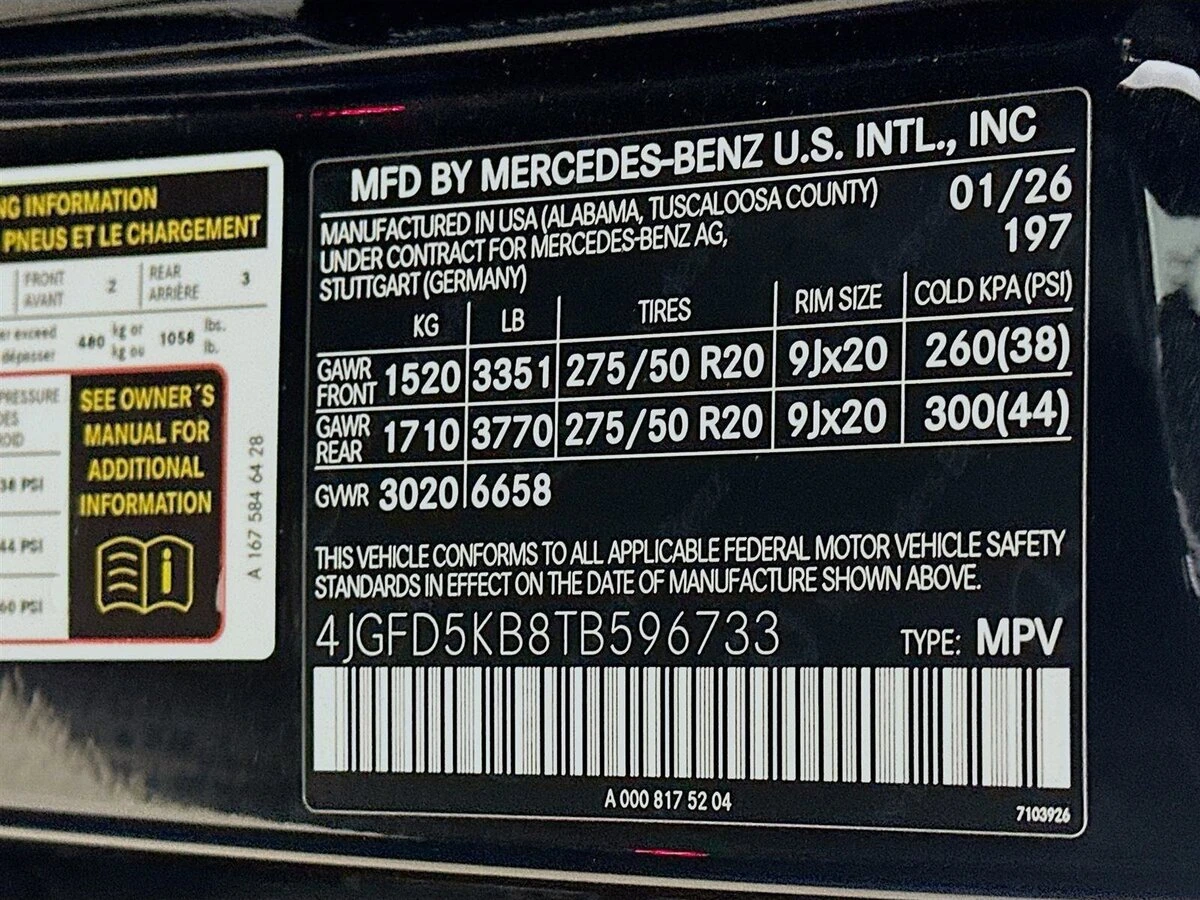 NG INFORMATION
PNEUS ET LE CHARGEMENT
FRONT
AVANT
2
REAR
ARRIÈRE
3
er exceed
dépasser
480
kg or
kg ou
1058
lbs.
lb.
PRESSURE
DES
ROID
38 PSI
44 PSI
60 PSI
SEE OWNER´S
MANUAL FOR
ADDITIONAL
INFORMATION
A 167 584 64 28
MFD BY MERCEDES-BENZ U.S. INTL., INC
MANUFACTURED IN USA (ALABAMA, TUSCALOOSA COUNTY) 01/26
UNDER CONTRACT FOR MERCEDES-BENZ AG, 197
STUTTGART (GERMANY)
KG LB TIRES RIM SIZE COLD KPA (PSI)
GAWR FRONT 1520 3351 275/50 R20 9Jx20 260(38)
GAWR REAR 1710 3770 275/50 R20 9Jx20 300(44)
GVWR 3020 6658
THIS VEHICLE CONFORMS TO ALL APPLICABLE FEDERAL MOTOR VEHICLE SAFETY
STANDARDS IN EFFECT ON THE DATE OF MANUFACTURE SHOWN ABOVE.
4JGFD5KB8TB596733 TYPE: MPV
A 000 817 52 04
7103926